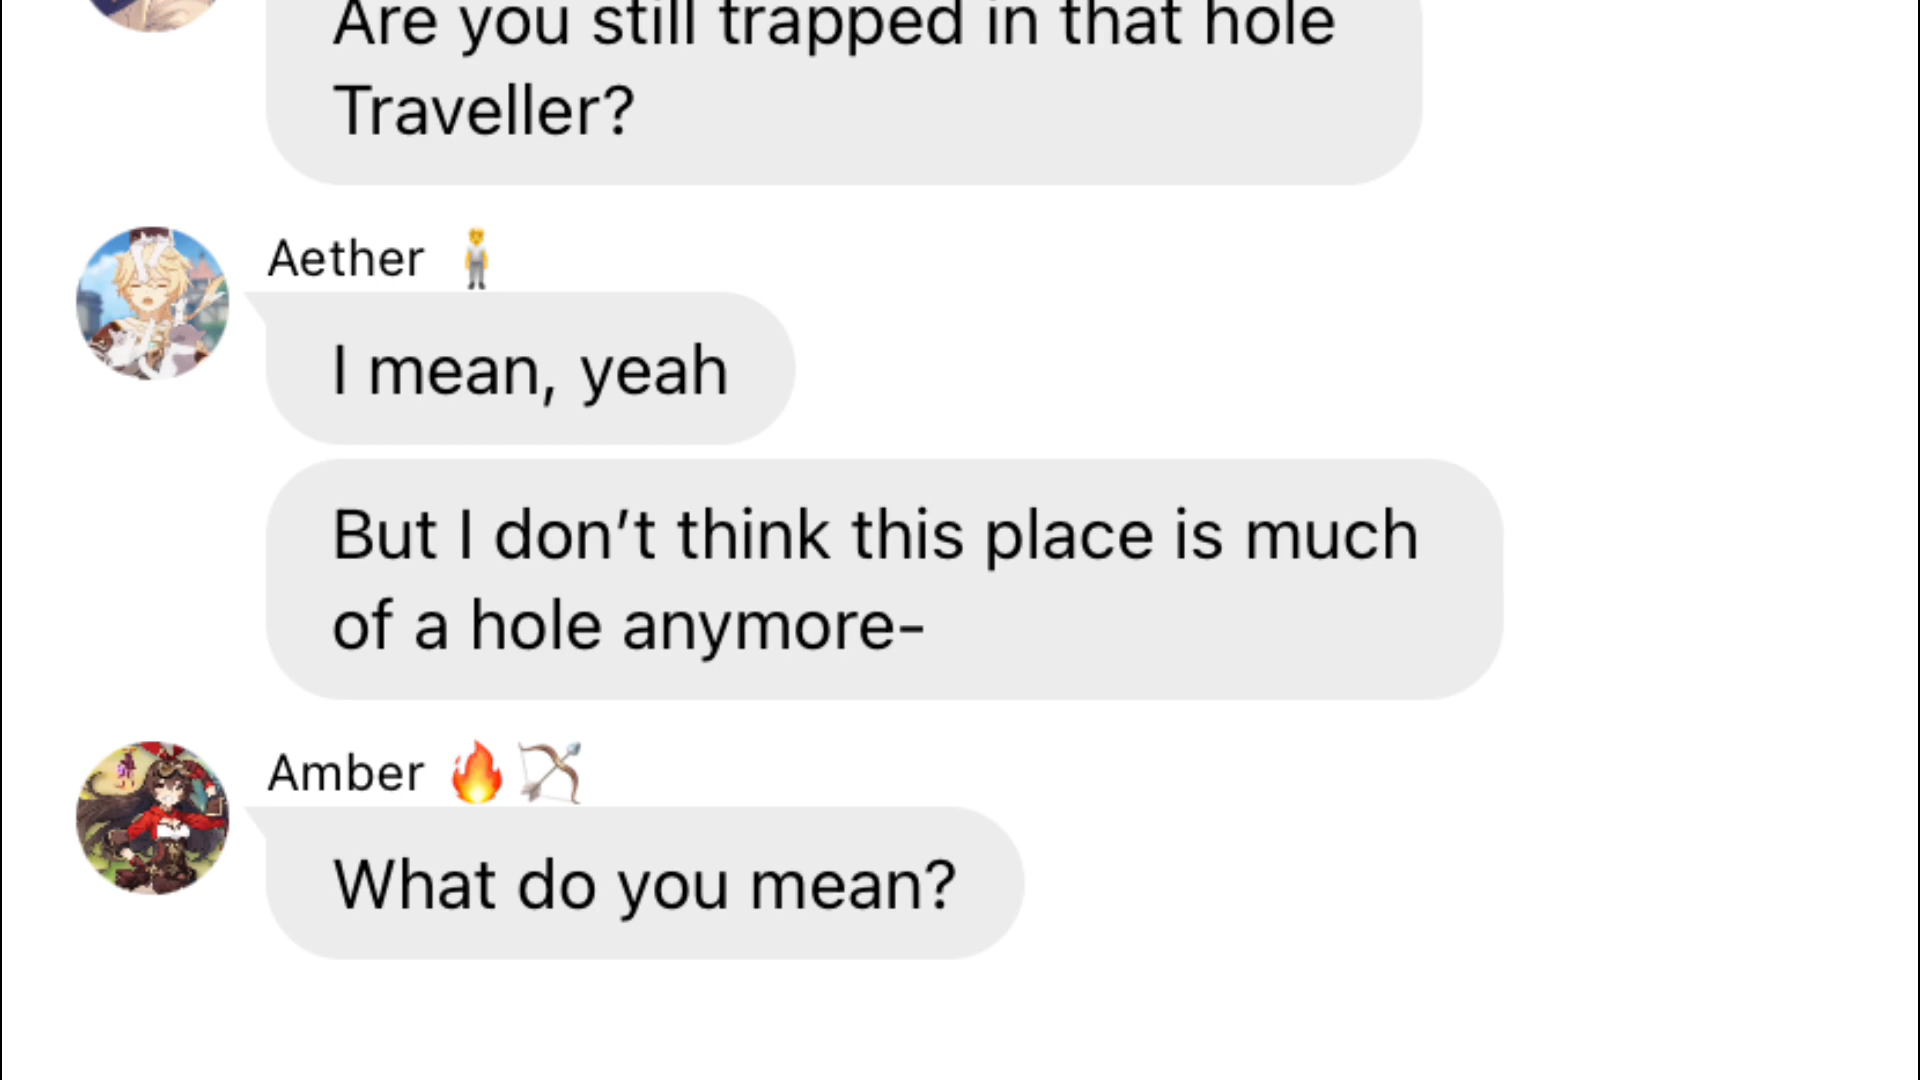 Are you still trapped in that hole
Traveller?
Aether 🧍
I mean, yeah
But I don’t think this place is much
of a hole anymore-
Amber 🔥🏹
What do you mean?